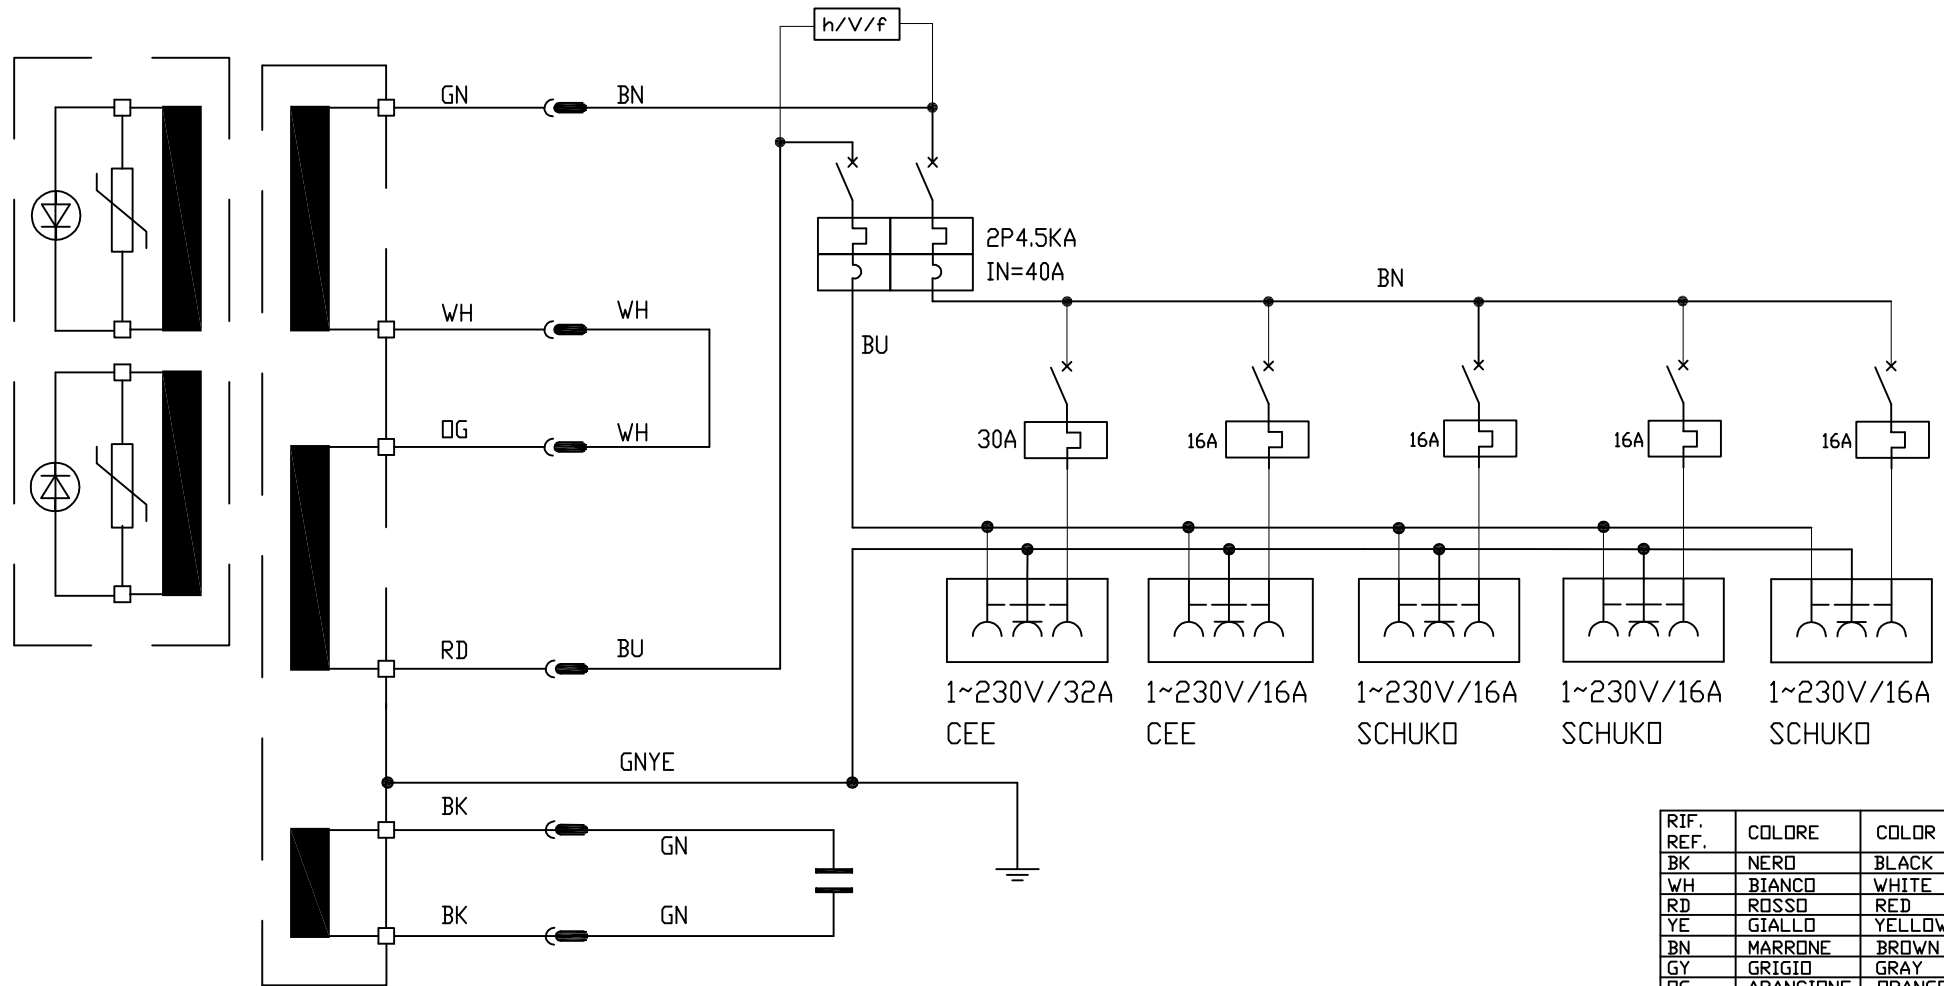 h/V/f
GN
BN
2P4.5KA
IN=40A
BN
WH
WH
BU
OG
WH
30A
16A
16A
16A
16A
RD
BU
1~230V/32A
CEE
1~230V/16A
CEE
1~230V/16A
SCHUKO
1~230V/16A
SCHUKO
1~230V/16A
SCHUKO
GNYE
BK
GN
BK
GN
RIF. REF. COLORE COLOR
BK NERO BLACK
WH BIANCO WHITE
RD ROSSO RED
YE GIALLO YELLOW
BN MARRONE BROWN
GY GRIGIO GRAY